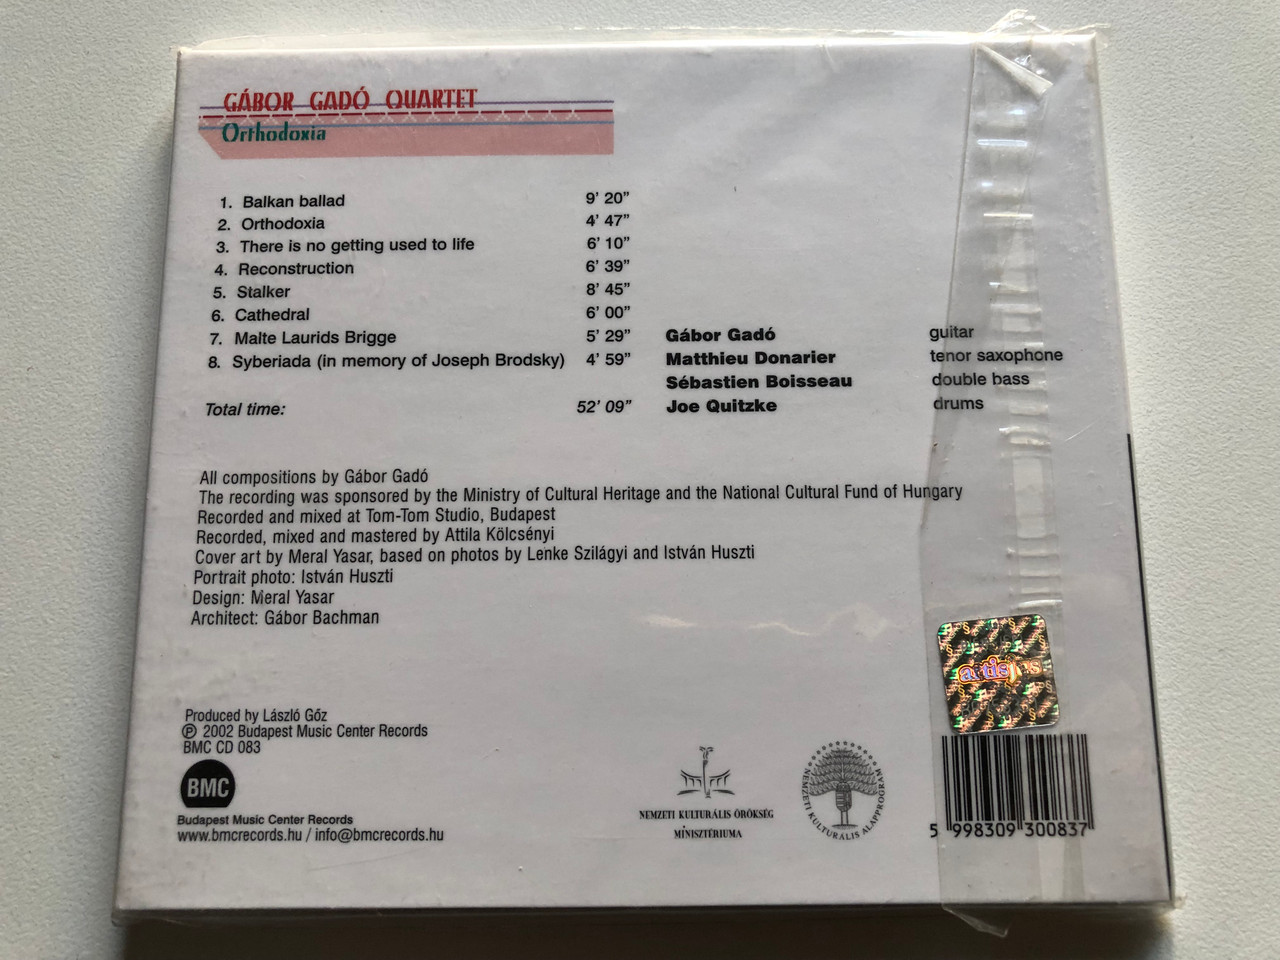 GÁBOR GADÓ QUARTET
Orthodoxia
1. Balkan ballad 9' 20"
2. Orthodoxia 4' 47"
3. There is no getting used to life 6' 10"
4. Reconstruction 6' 39"
5. Stalker 8' 45"
6. Cathedral 6' 00"
7. Malte Laurids Brigge 5' 29"
8. Syberiada (in memory of Joseph Brodsky) 4' 59"
Total time: 52' 09"
Gábor Gadó guitar
Matthieu Donarier tenor saxophone
Sébastien Boisseau double bass
Joe Quitzke drums
All compositions by Gábor Gadó
The recording was sponsored by the Ministry of Cultural Heritage and the National Cultural Fund of Hungary
Recorded and mixed at Tom-Tom Studio, Budapest
Recorded, mixed and mastered by Attila Kölcsényi
Cover art by Meral Yasar, based on photos by Lenke Szilágyi and István Huszti
Portrait photo: István Huszti
Design: Meral Yasar
Architect: Gábor Bachman
Produced by László Gőz
℗ 2002 Budapest Music Center Records
BMC CD 083
BMC
Budapest Music Center Records
www.bmcrecords.hu / info@bmcrecords.hu
NEMZETI KULTURÁLIS ÖRÖKSÉG
MINISZTÉRIUMA
NEMZETI KULTURÁLIS ALAPPROGRAM
artisjus
5 998309 300837